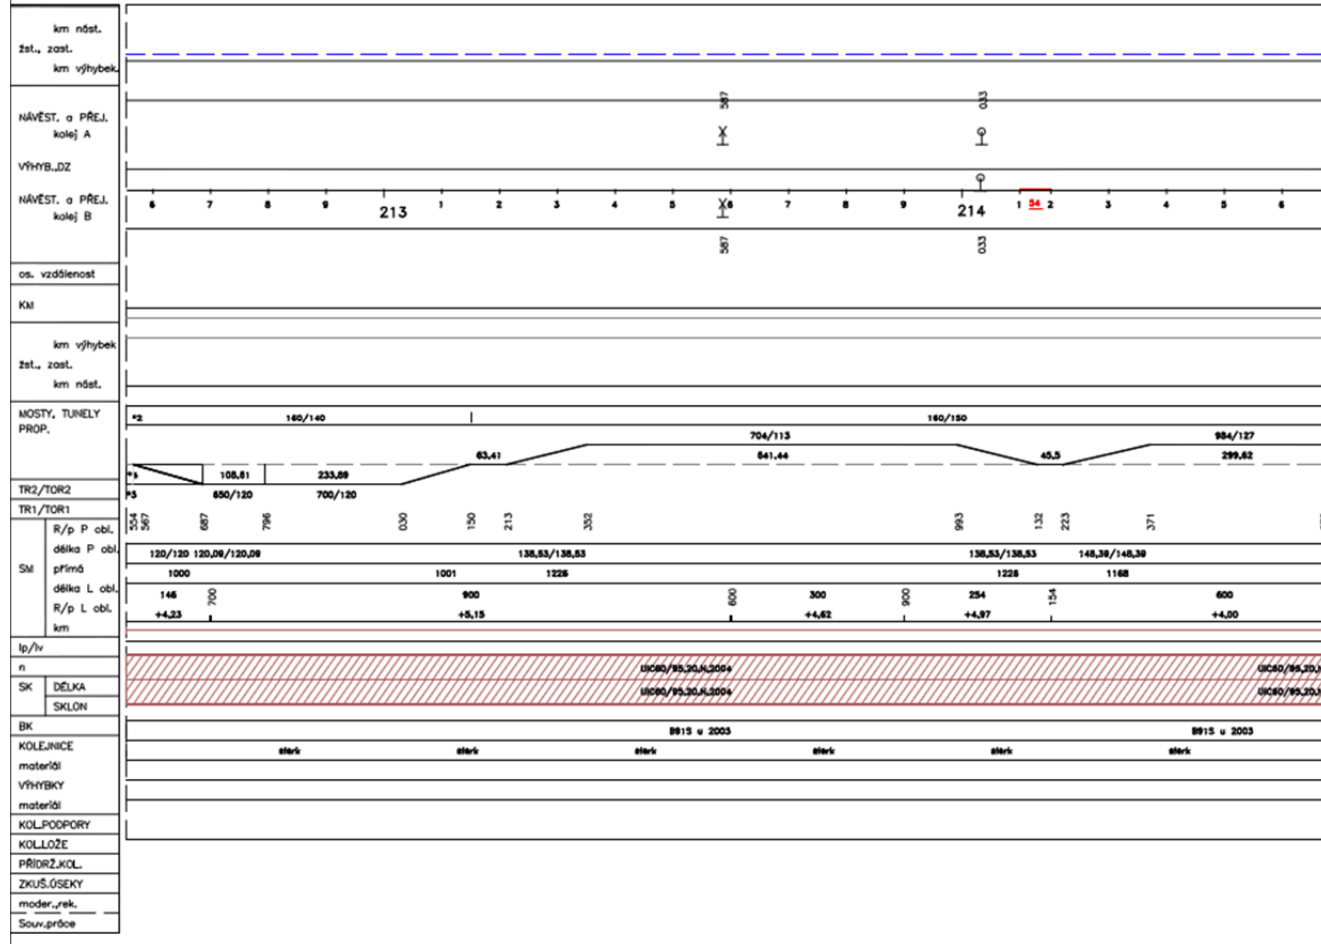 km nást.
žst., zast.
km výhybek
587 033
NÁVĚST. a PŘEJ.
kolej A
VÝHYB.,DZ
NÁVĚST. a PŘEJ.
kolej B
6 7 8 9 213 1 2 3 4 5 6 7 8 9 214 1 54 2 3 4 5 6
587 033
os. vzdálenost
KM
km výhybek
žst., zast.
km nást.
MOSTY, TUNELY
PROP.
*2 160/140 160/150
704/113 984/127
63,41 641,44 45,5 299,62
108,61 233,89
TR2/TOR2
*3 650/120 700/120
TR1/TOR1
554 567 687 796 030 150 213 352 993 132 223 371
R/p P obl.
délka P obl.
120/120 120,09/120,09 138,53/138,53 138,53/138,53 148,39/148,39
SM přímá
1000 1001 1226 1226 1168
délka L obl.
146 700 900 600 300 900 254 154 600
R/p L obl.
+4,23 +5,15 +4,62 +4,97 +4,00
km
lp/lv
n
UIC60/95,20,N,2004
SK DÉLKA
UIC60/95,20,N,2004
SKLON
BK
B91S u 2003 B91S u 2003
KOLEJNICE
štěrk štěrk štěrk štěrk štěrk štěrk
materiál
VÝHYBKY
materiál
KOL.PODPORY
KOL.LOŽE
PŘÍDRŽ.KOL.
ZKUŠ.ÚSEKY
moder.,rek.
Souv.práce